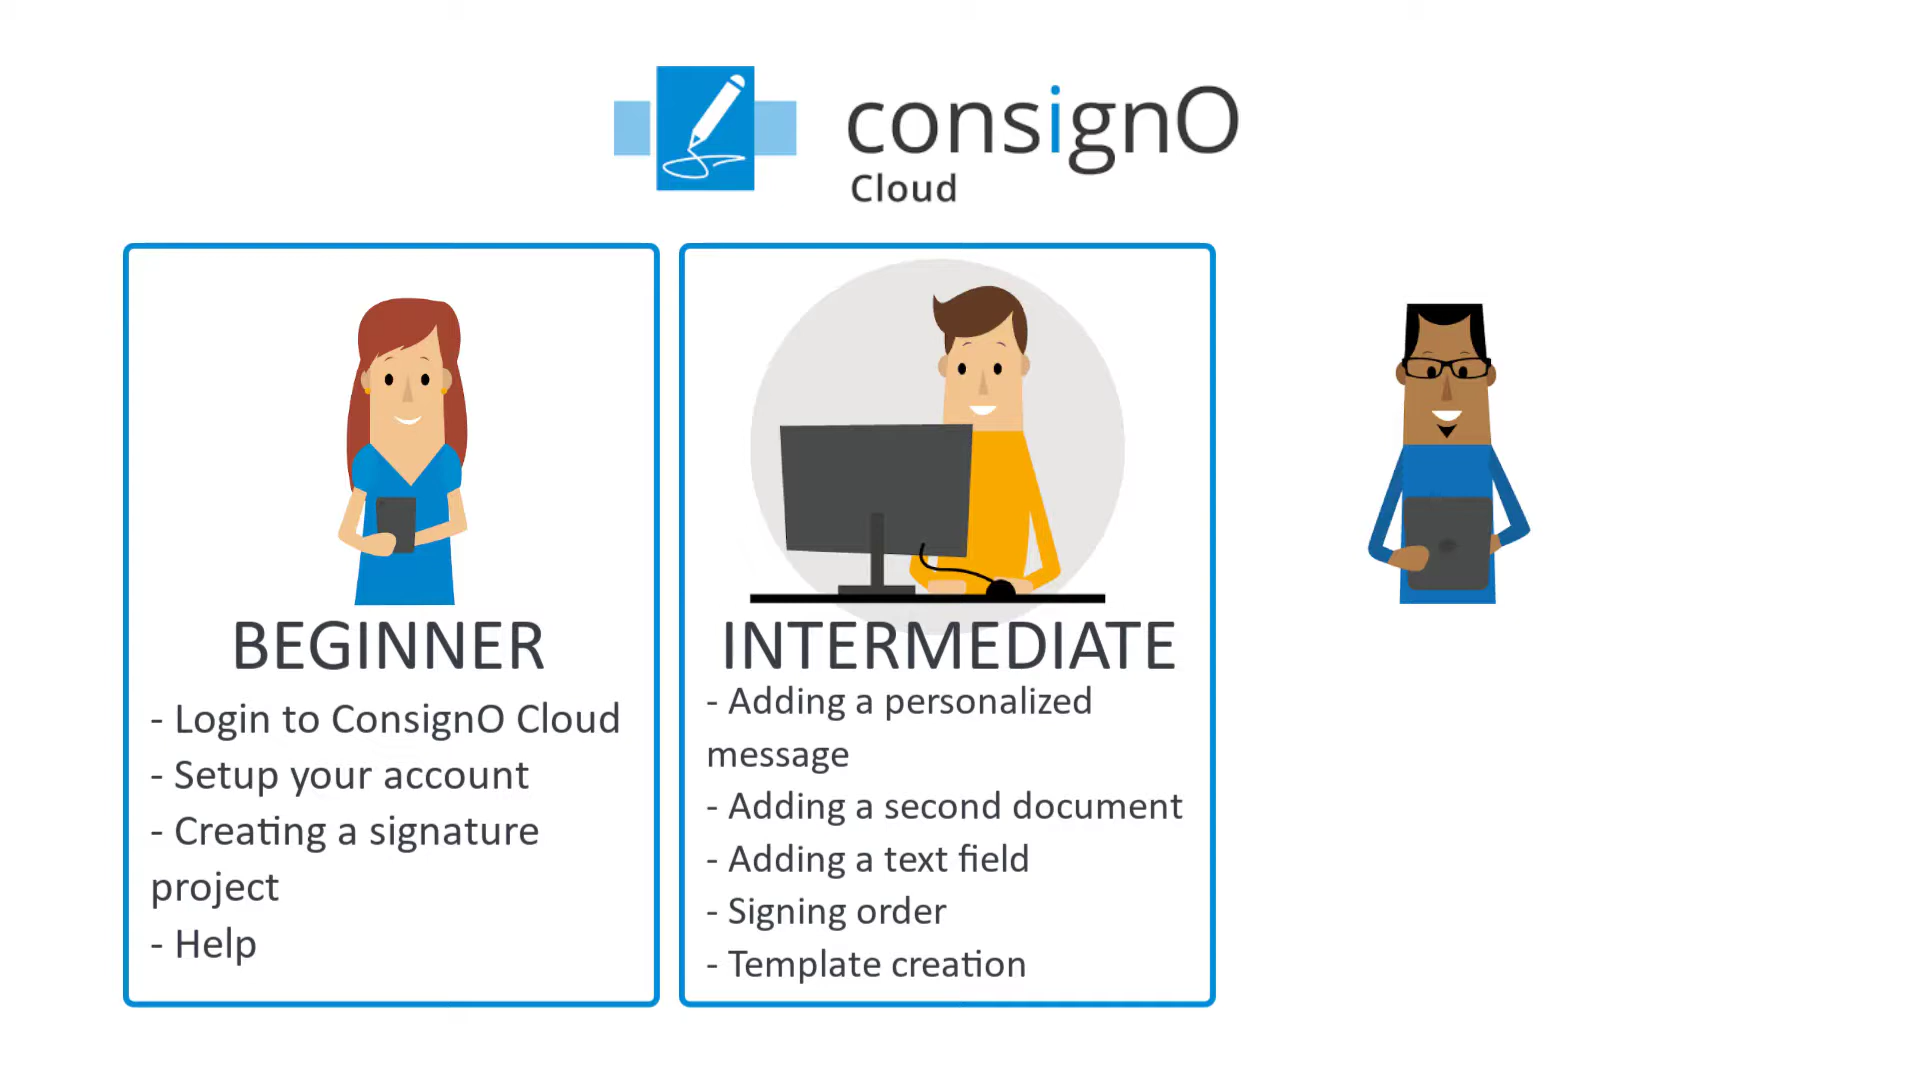 consignO
Cloud
BEGINNER
- Login to ConsignO Cloud
- Setup your account
- Creating a signature
project
- Help
INTERMEDIATE
- Adding a personalized
message
- Adding a second document
- Adding a text field
- Signing order
- Template creation